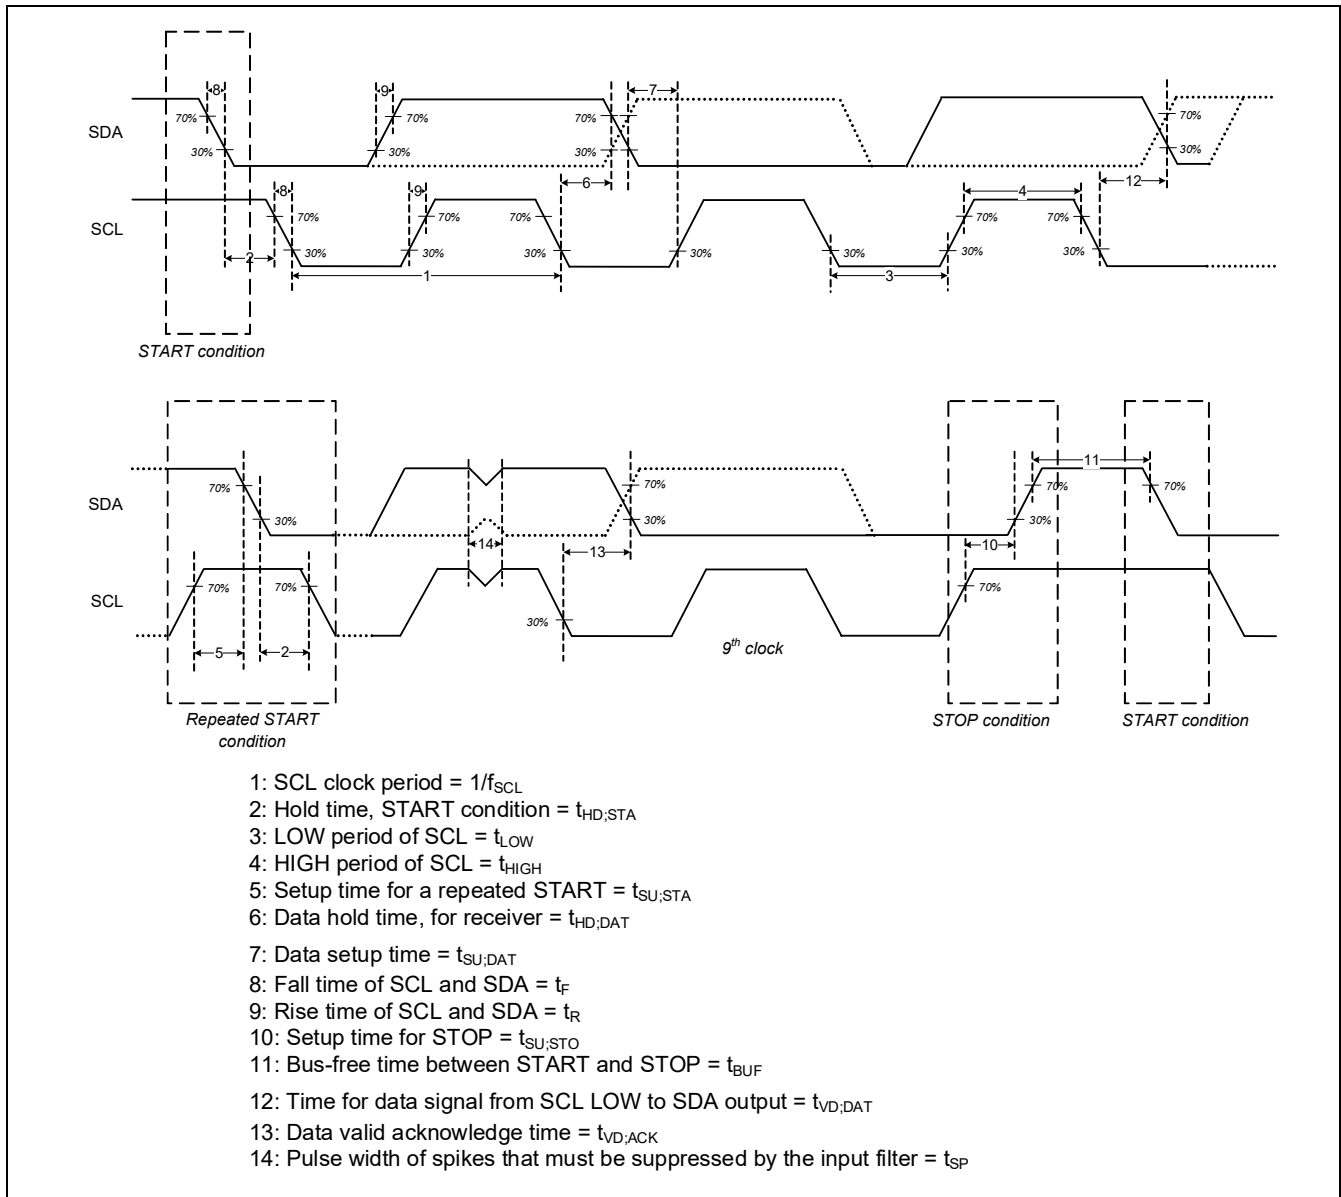 8
9
7
SDA
70%
30%
70%
30%
70%
30%
70%
30%
8
9
6
4
12
SCL
70%
30%
70%
30%
70%
30%
30%
30%
30%
70%
30%
70%
30%
2
1
3
START condition
11
SDA
70%
30%
70%
30%
70%
30%
70%
14
13
10
SCL
70%
70%
30%
70%
5
2
9th clock
Repeated START
condition
STOP condition
START condition
1: SCL clock period = 1/fSCL
2: Hold time, START condition = tHD;STA
3: LOW period of SCL = tLOW
4: HIGH period of SCL = tHIGH
5: Setup time for a repeated START = tSU;STA
6: Data hold time, for receiver = tHD;DAT
7: Data setup time = tSU;DAT
8: Fall time of SCL and SDA = tF
9: Rise time of SCL and SDA = tR
10: Setup time for STOP = tSU;STO
11: Bus-free time between START and STOP = tBUF
12: Time for data signal from SCL LOW to SDA output = tVD;DAT
13: Data valid acknowledge time = tVD;ACK
14: Pulse width of spikes that must be suppressed by the input filter = tSP